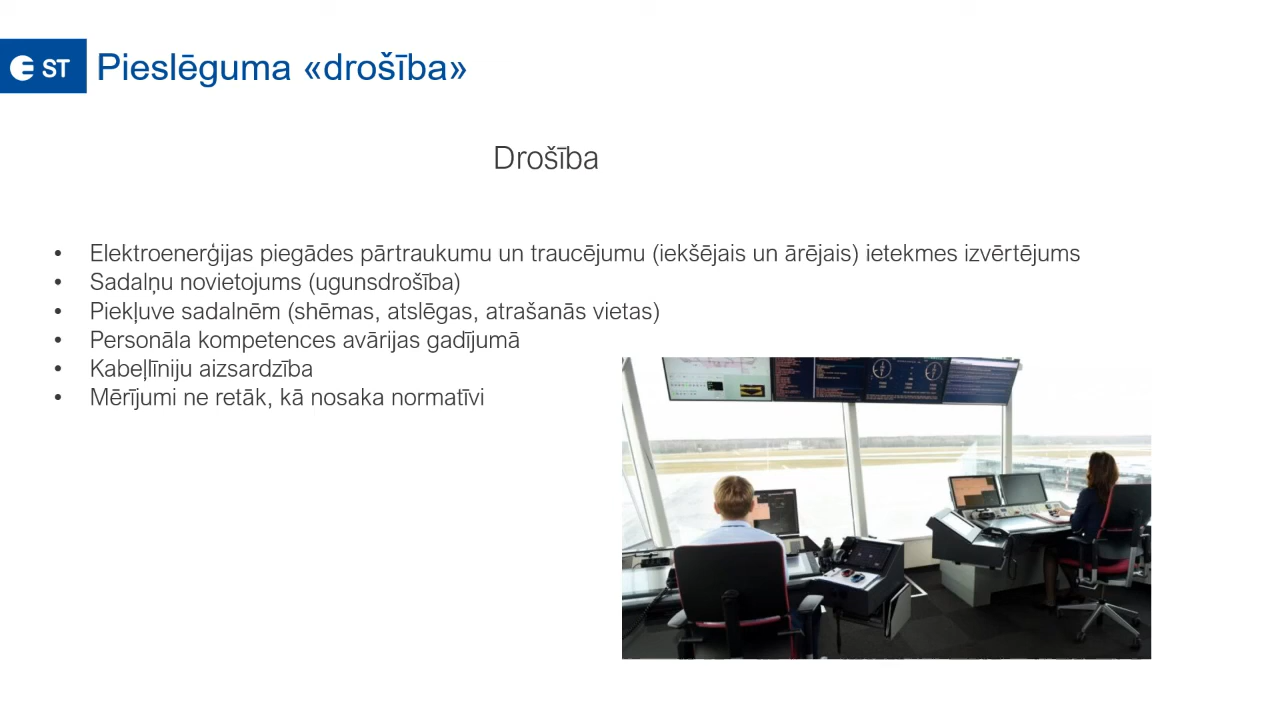 ST
Pieslēguma «drošība»
Drošība
• Elektroenerģijas piegādes pārtraukumu un traucējumu (iekšējais un ārējais) ietekmes izvērtējums
• Sadalņu novietojums (ugunsdrošība)
• Piekļuve sadalnēm (shēmas, atslēgas, atrašanās vietas)
• Personāla kompetences avārijas gadījumā
• Kabeļlīniju aizsardzība
• Mērījumi ne retāk, kā nosaka normatīvi